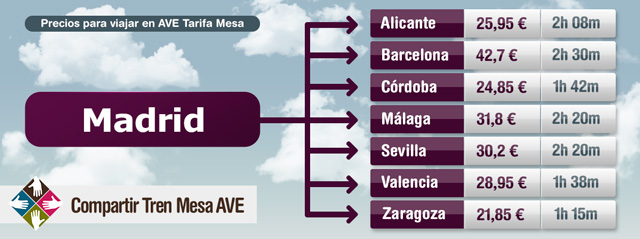 Precios para viajar en AVE Tarifa Mesa
Madrid
Alicante 25,95 € 2h 08m
Barcelona 42,7 € 2h 30m
Córdoba 24,85 € 1h 42m
Málaga 31,8 € 2h 20m
Sevilla 30,2 € 2h 20m
Valencia 28,95 € 1h 38m
Zaragoza 21,85 € 1h 15m
Compartir Tren Mesa AVE